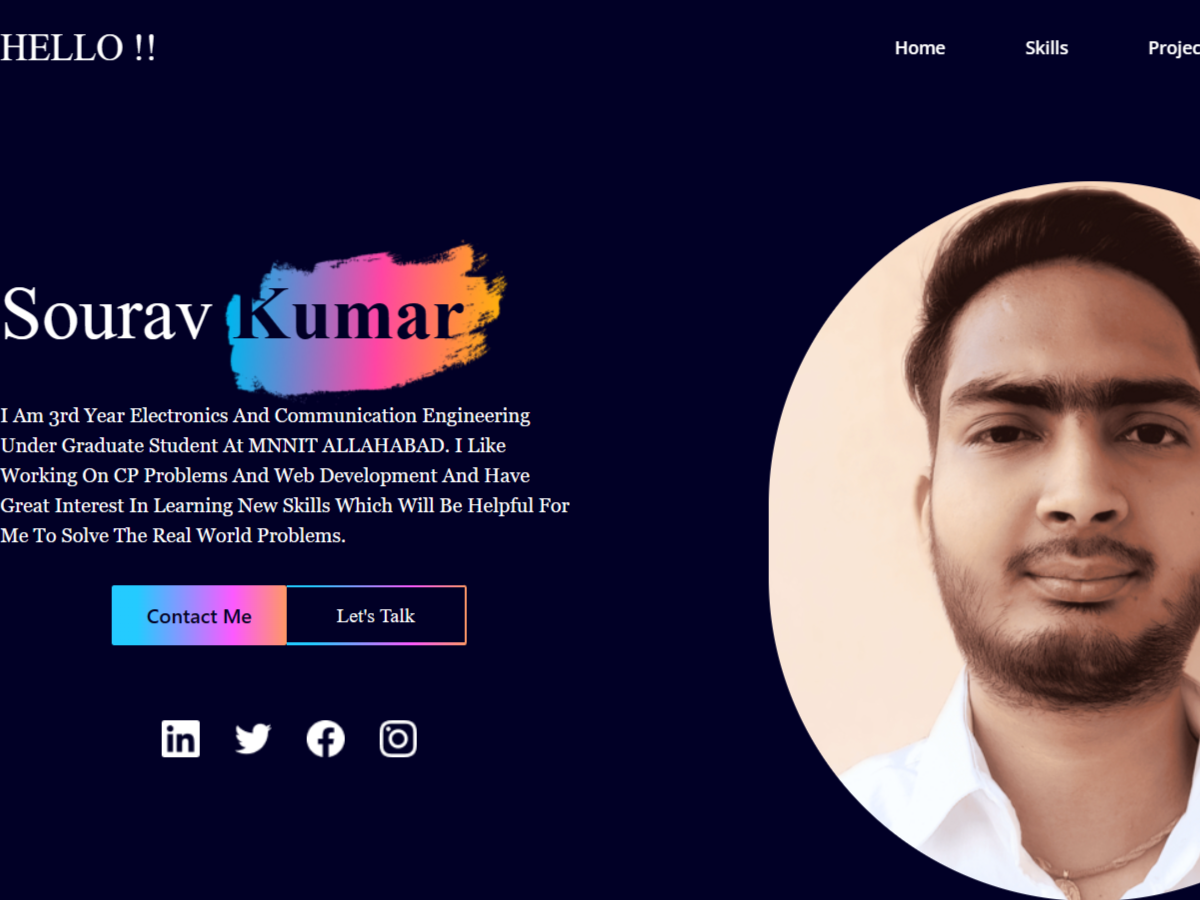 HELLO !!
Home Skills Projec
Sourav Kumar
I Am 3rd Year Electronics And Communication Engineering
Under Graduate Student At MNNIT ALLAHABAD. I Like
Working On CP Problems And Web Development And Have
Great Interest In Learning New Skills Which Will Be Helpful For
Me To Solve The Real World Problems.
Contact Me Let's Talk
in